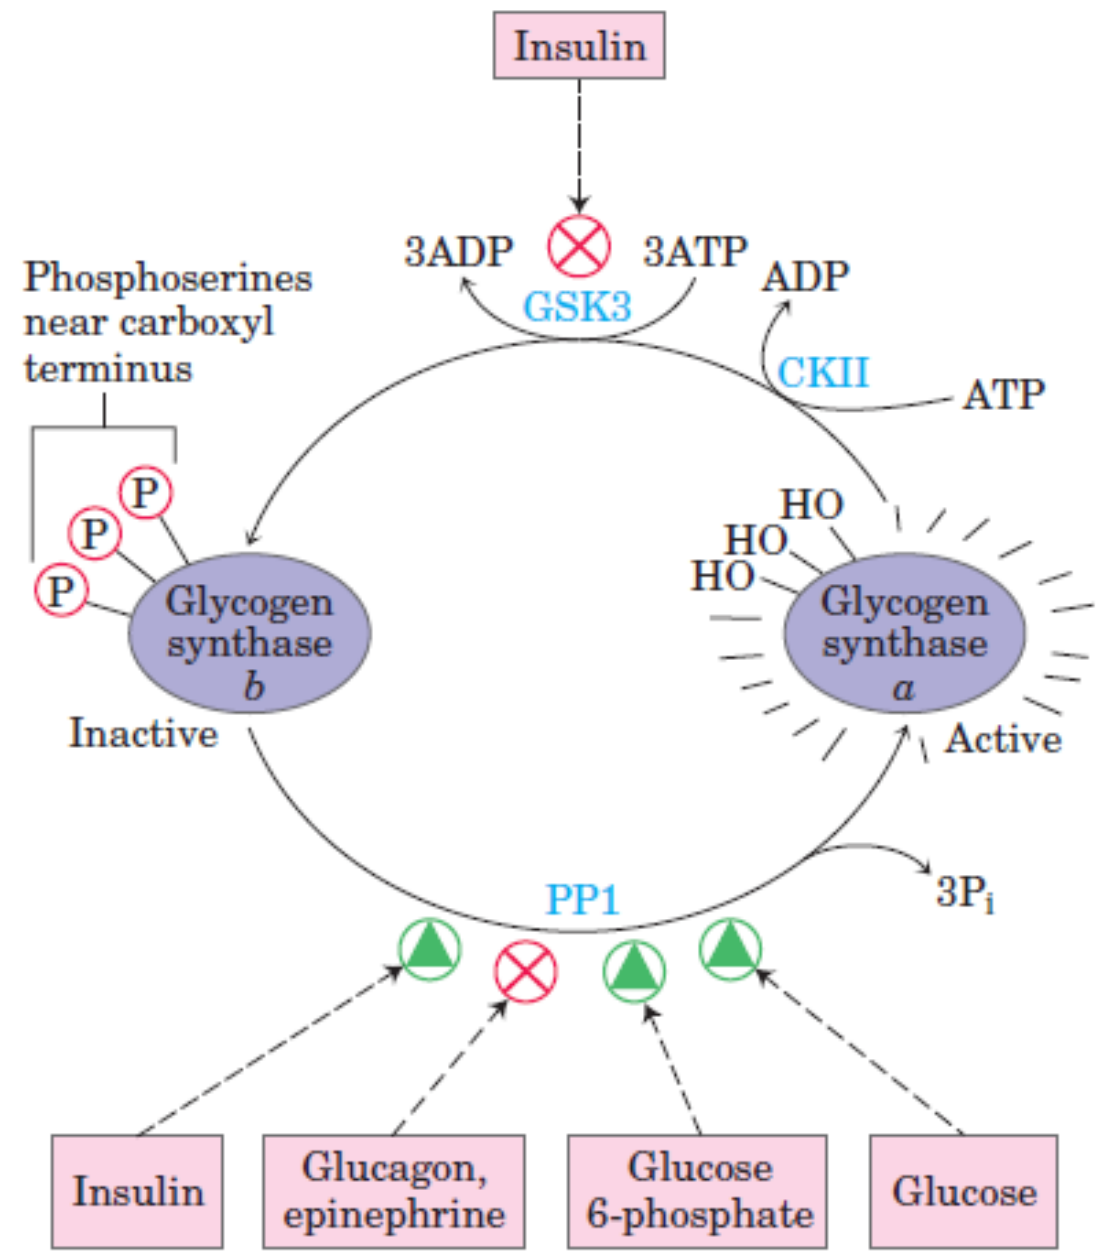 Insulin
3ADP
3ATP
GSK3
ADP
CKII
ATP
Phosphoserines
near carboxyl
terminus
P
P
P
HO
HO
HO
Glycogen
synthase
b
Inactive
Glycogen
synthase
a
Active
PP1
3Pi
Insulin
Glucagon,
epinephrine
Glucose
6-phosphate
Glucose